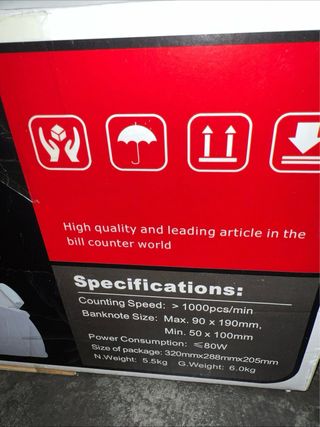 High quality and leading article in the
bill counter world
Specifications:
Counting Speed: > 1000pcs/min
Banknote Size: Max. 90 x 190mm,
Min. 50 x 100mm
Power Consumption: ≤80W
Size of package: 320mmx288mmx205mm
N.Weight: 5.5kg G.Weight: 6.0kg